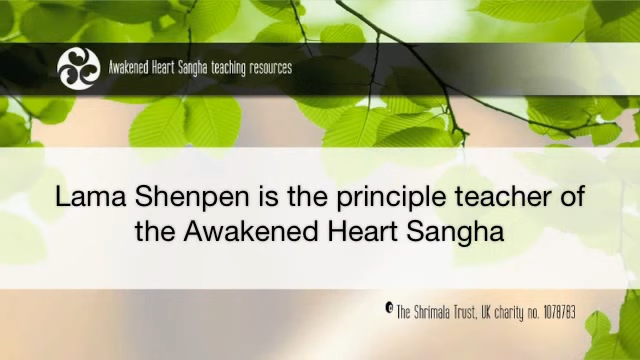 Awakened Heart Sangha teaching resources
Lama Shenpen is the principle teacher of
the Awakened Heart Sangha
© The Shrimala Trust, UK charity no. 1078783